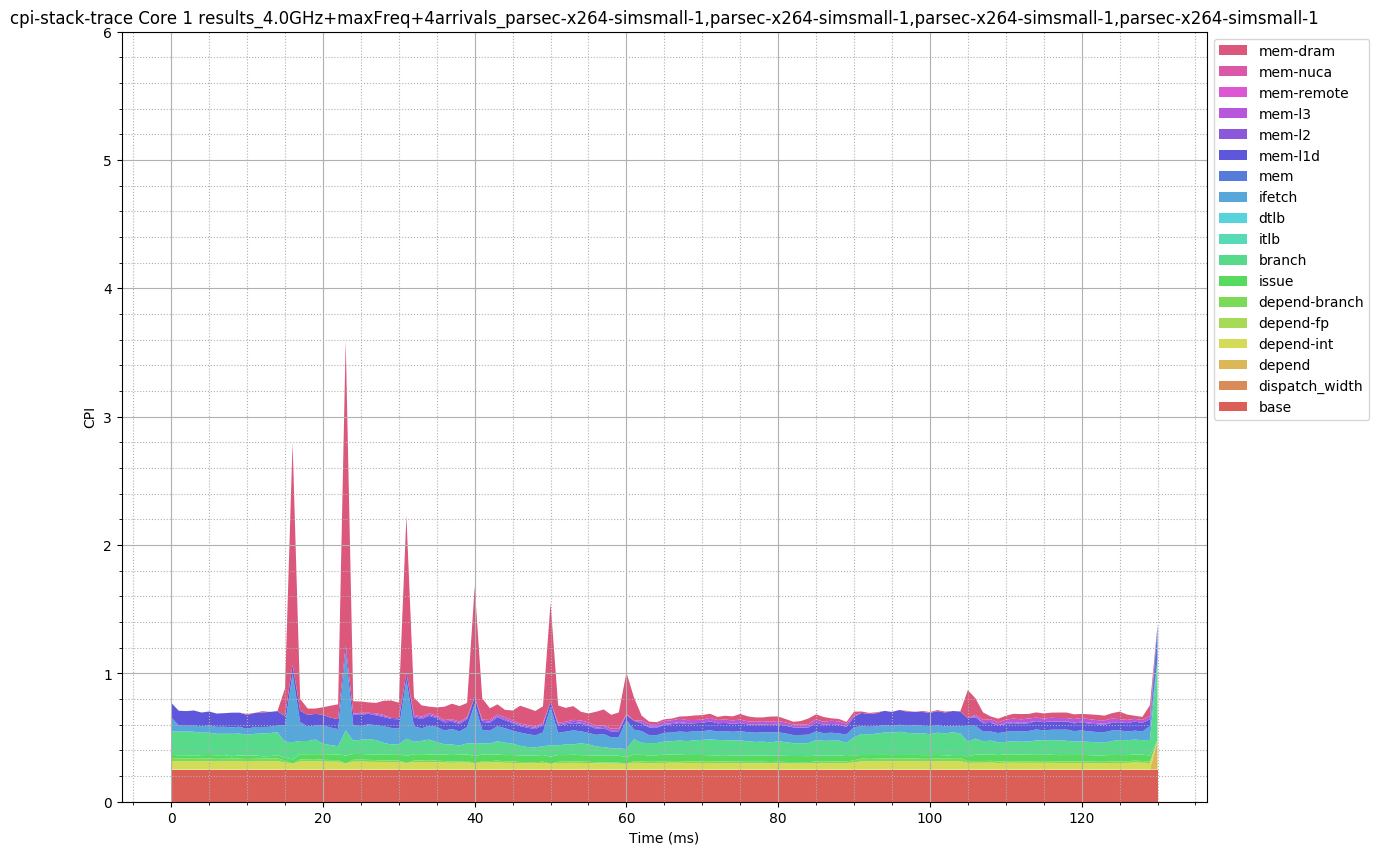 cpi-stack-trace Core 1 results_4.0GHz+maxFreq+4arrivals_parsec-x264-simsmall-1,parsec-x264-simsmall-1,parsec-x264-simsmall-1,parsec-x264-simsmall-1
6
5
4
3
2
1
0
CPI
0 20 40 60 80 100 120
Time (ms)
mem-dram
mem-nuca
mem-remote
mem-l3
mem-l2
mem-l1d
mem
ifetch
dtlb
itlb
branch
issue
depend-branch
depend-fp
depend-int
depend
dispatch_width
base